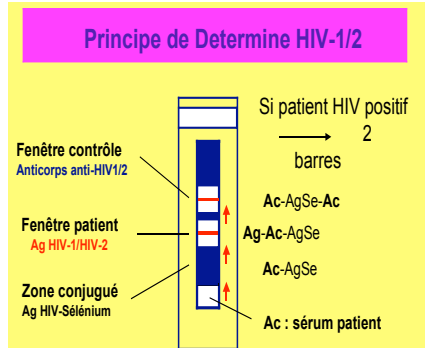 Principe de Determine HIV-1/2
Si patient HIV positif
2
barres
Fenêtre contrôle
Anticorps anti-HIV1/2
Ac-AgSe-Ac
Fenêtre patient
Ag HIV-1/HIV-2
Ag-Ac-AgSe
Ac-AgSe
Zone conjugué
Ag HIV-Sélénium
Ac : sérum patient